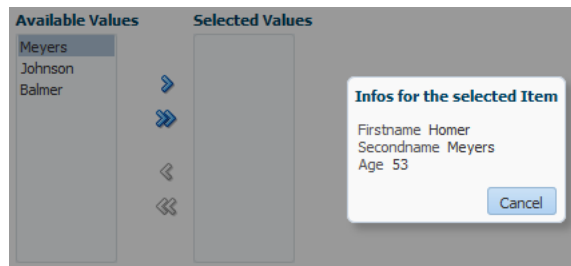 Available Values
Selected Values
Meyers
Johnson
Balmer
Infos for the selected Item
Firstname Homer
Secondname Meyers
Age 53
Cancel